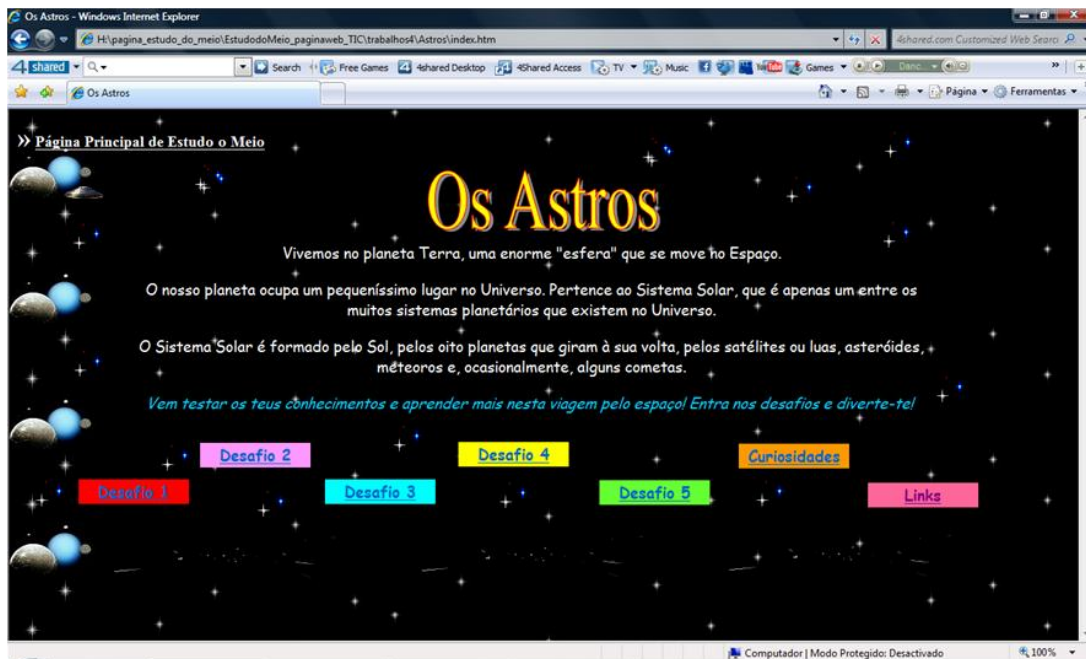 Os Astros - Windows Internet Explorer
H:\pagina_estudo_do_meio\EstudodoMeio_paginaweb_TIC\trabalhos4\Astros\index.htm
4shared.com Customized Web Searc
4 shared Search Free Games 4shared Desktop 4Shared Access TV Music Games Danc...
Os Astros Página Ferramentas
» Página Principal de Estudo o Meio
Os Astros
Vivemos no planeta Terra, uma enorme "esfera" que se move no Espaço.
O nosso planeta ocupa um pequeníssimo lugar no Universo. Pertence ao Sistema Solar, que é apenas um entre os
muitos sistemas planetários que existem no Universo.
O Sistema Solar é formado pelo Sol, pelos oito planetas que giram à sua volta, pelos satélites ou luas, asteróides,
meteoros e, ocasionalmente, alguns cometas.
Vem testar os teus conhecimentos e aprender mais nesta viagem pelo espaço! Entra nos desafios e diverte-te!
Desafio 2 Desafio 4 Curiosidades
Desafio 1 Desafio 3 Desafio 5 Links
Computador | Modo Protegido: Desactivado 100%